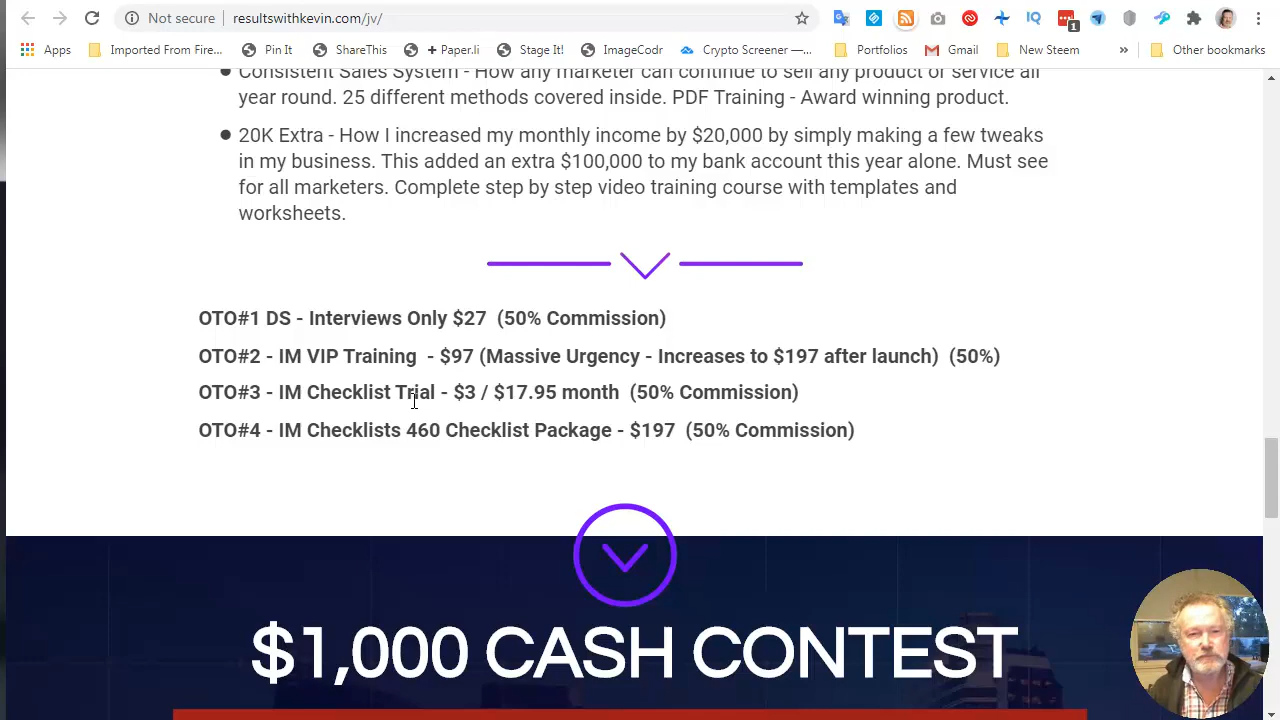 Not secure resultswithkevin.com/jv/
1
Apps Imported From Fire... Pin It ShareThis + Paper.li Stage It! ImageCodr Crypto Screener —... Portfolios Gmail New Steem » Other bookmarks
Consistent Sales System - How any marketer can continue to sell any product or service all
year round. 25 different methods covered inside. PDF Training - Award winning product.
20K Extra - How I increased my monthly income by $20,000 by simply making a few tweaks
in my business. This added an extra $100,000 to my bank account this year alone. Must see
for all marketers. Complete step by step video training course with templates and
worksheets.
OTO#1 DS - Interviews Only $27 (50% Commission)
OTO#2 - IM VIP Training - $97 (Massive Urgency - Increases to $197 after launch) (50%)
OTO#3 - IM Checklist Trial - $3 / $17.95 month (50% Commission)
OTO#4 - IM Checklists 460 Checklist Package - $197 (50% Commission)
$1,000 CASH CONTEST